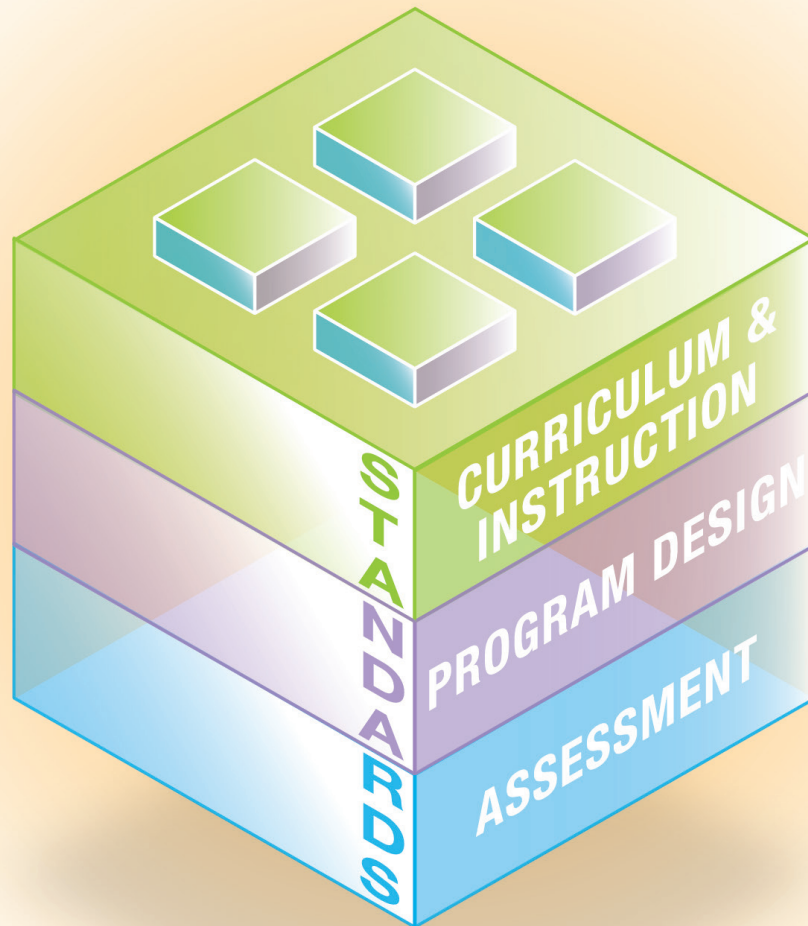 STANDARDS
CURRICULUM &
INSTRUCTION
PROGRAM DESIGN
ASSESSMENT